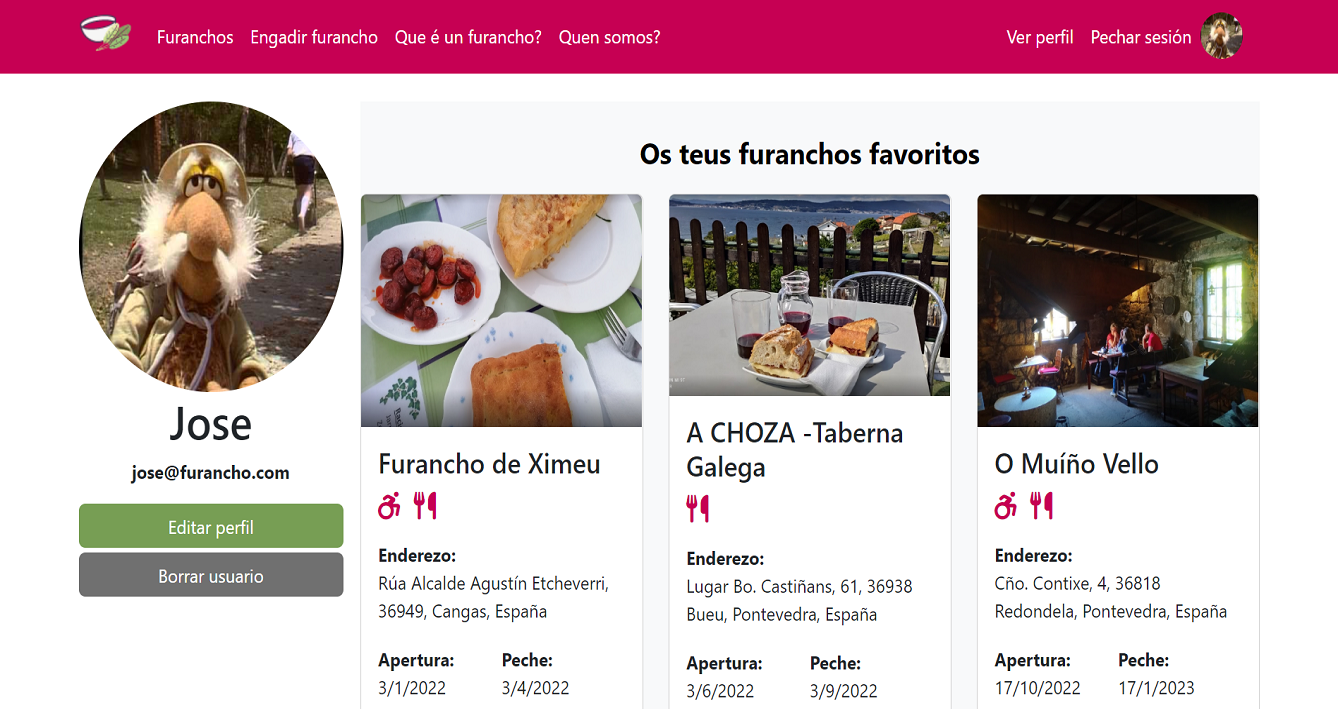 Furanchos Engadir furancho Que é un furancho? Quen somos? Ver perfil Pechar sesión
Jose
jose@furancho.com
Editar perfil
Borrar usuario
Os teus furanchos favoritos
Furancho de Ximeu
Enderezo:
Rúa Alcalde Agustín Etcheverri,
36949, Cangas, España
Apertura: Peche:
3/1/2022 3/4/2022
A CHOZA -Taberna
Galega
Enderezo:
Lugar Bo. Castiñans, 61, 36938
Bueu, Pontevedra, España
Apertura: Peche:
3/6/2022 3/9/2022
O Muíño Vello
Enderezo:
Cño. Contixe, 4, 36818
Redondela, Pontevedra, España
Apertura: Peche:
17/10/2022 17/1/2023